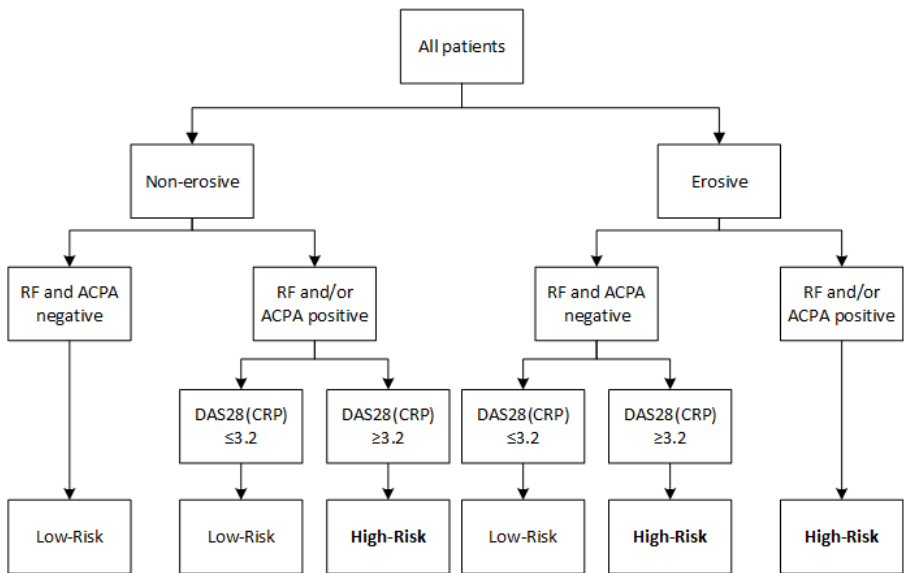 All patients
Non-erosive
Erosive
RF and ACPA
negative
RF and/or
ACPA positive
RF and ACPA
negative
RF and/or
ACPA positive
DAS28(CRP)
≤3.2
DAS28(CRP)
≥3.2
DAS28(CRP)
≤3.2
DAS28(CRP)
≥3.2
Low-Risk
Low-Risk
High-Risk
Low-Risk
High-Risk
High-Risk